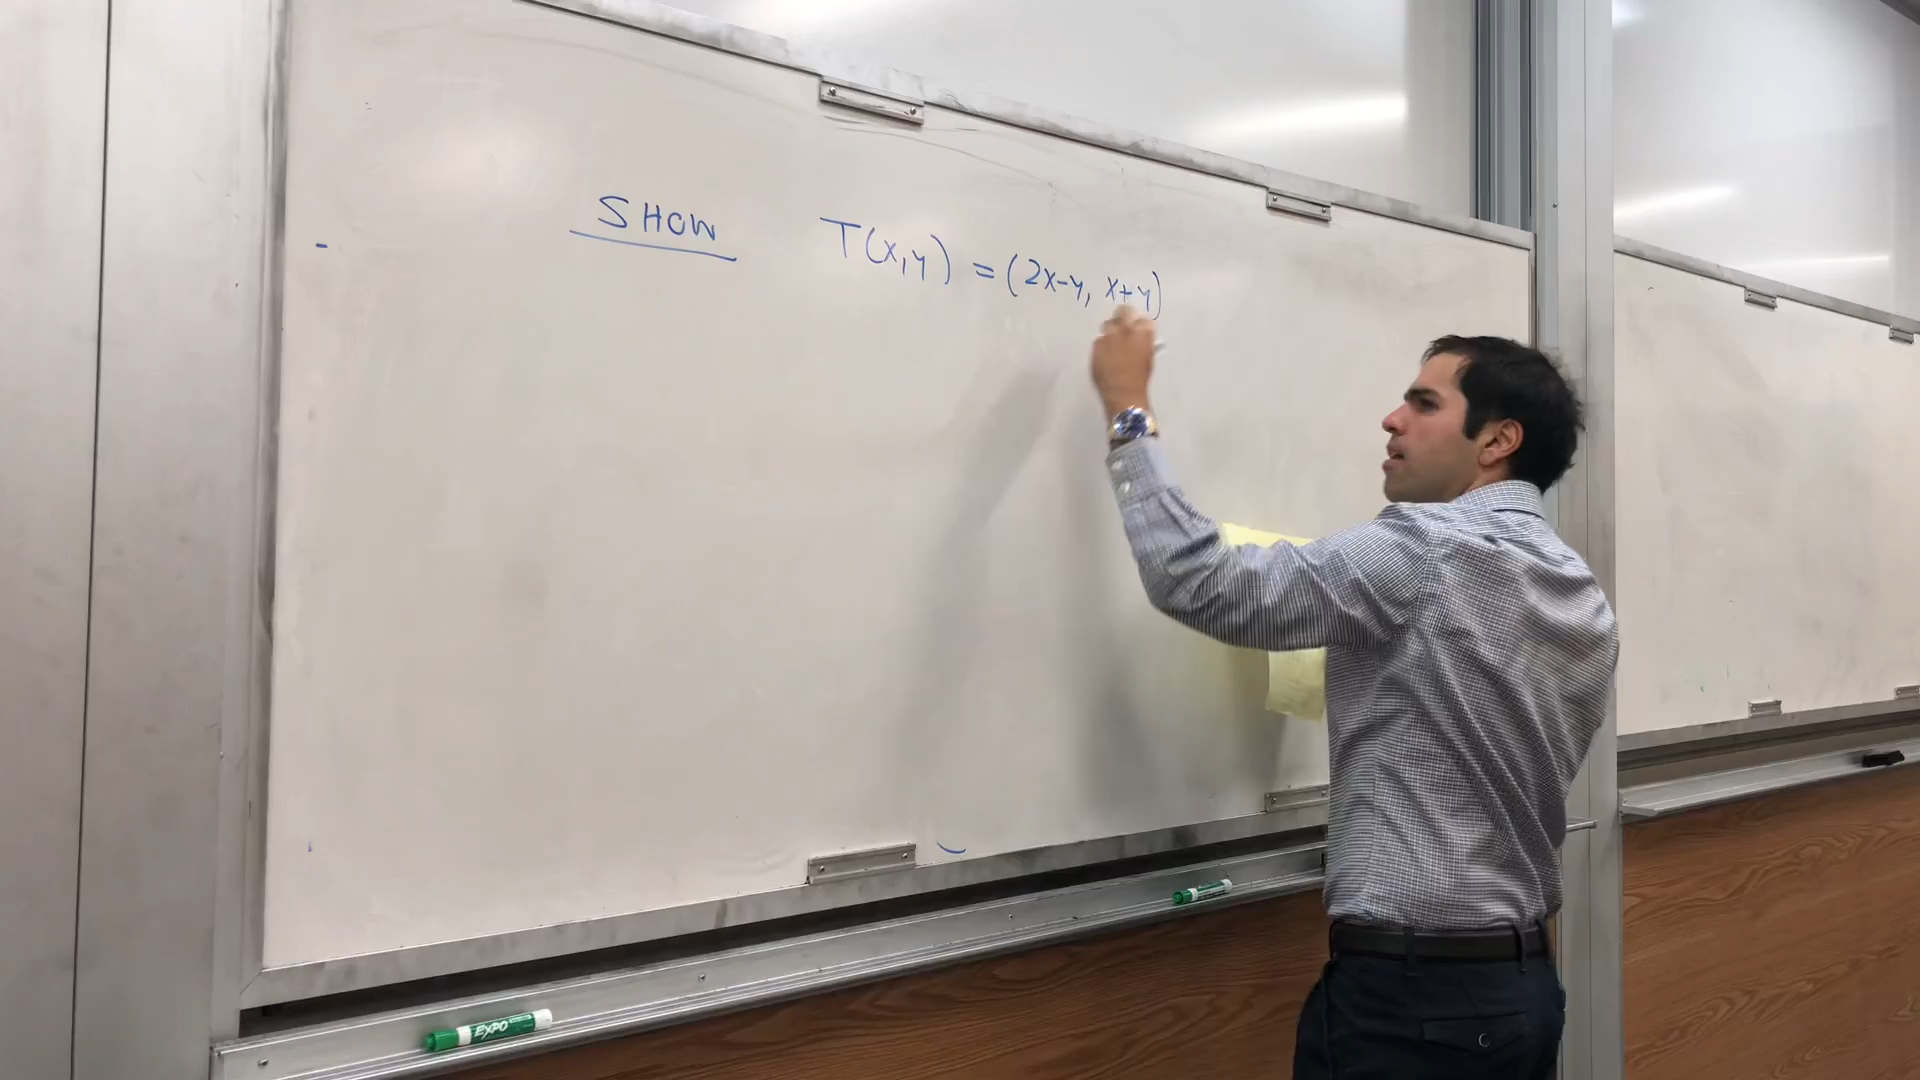 SHOW T(x,y) = (2x-y, x+y)
EXPO